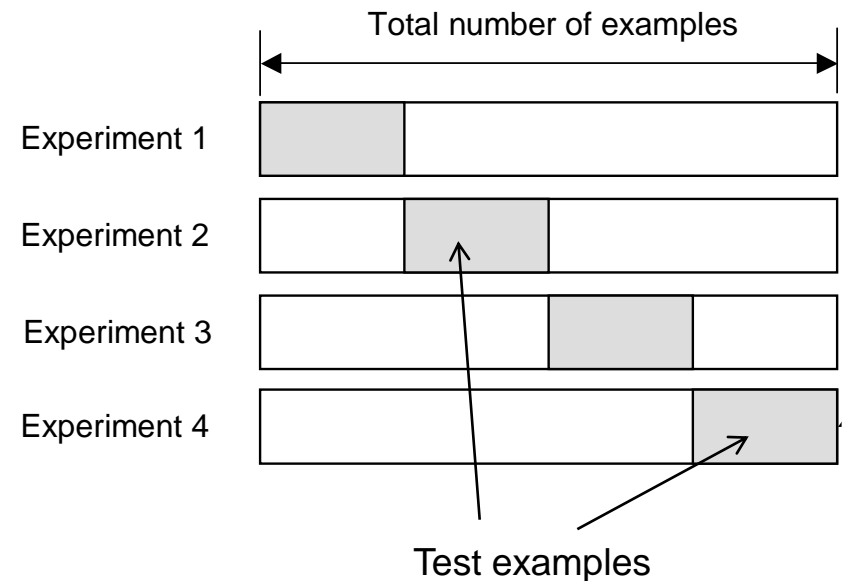 Total number of examples
Experiment 1
Experiment 2
Experiment 3
Experiment 4
Test examples